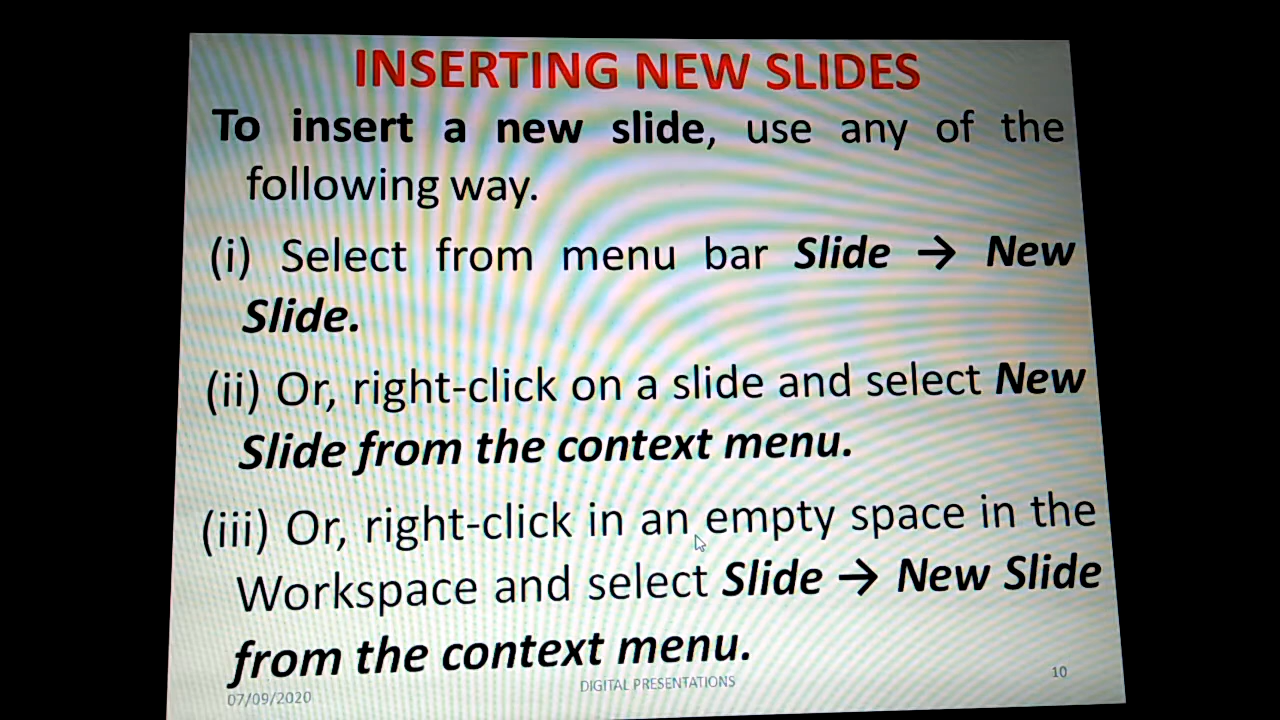 INSERTING NEW SLIDES
To insert a new slide, use any of the
following way.
(i) Select from menu bar Slide → New
Slide.
(ii) Or, right-click on a slide and select New
Slide from the context menu.
(iii) Or, right-click in an empty space in the
Workspace and select Slide → New Slide
from the context menu.
07/09/2020
DIGITAL PRESENTATIONS
10